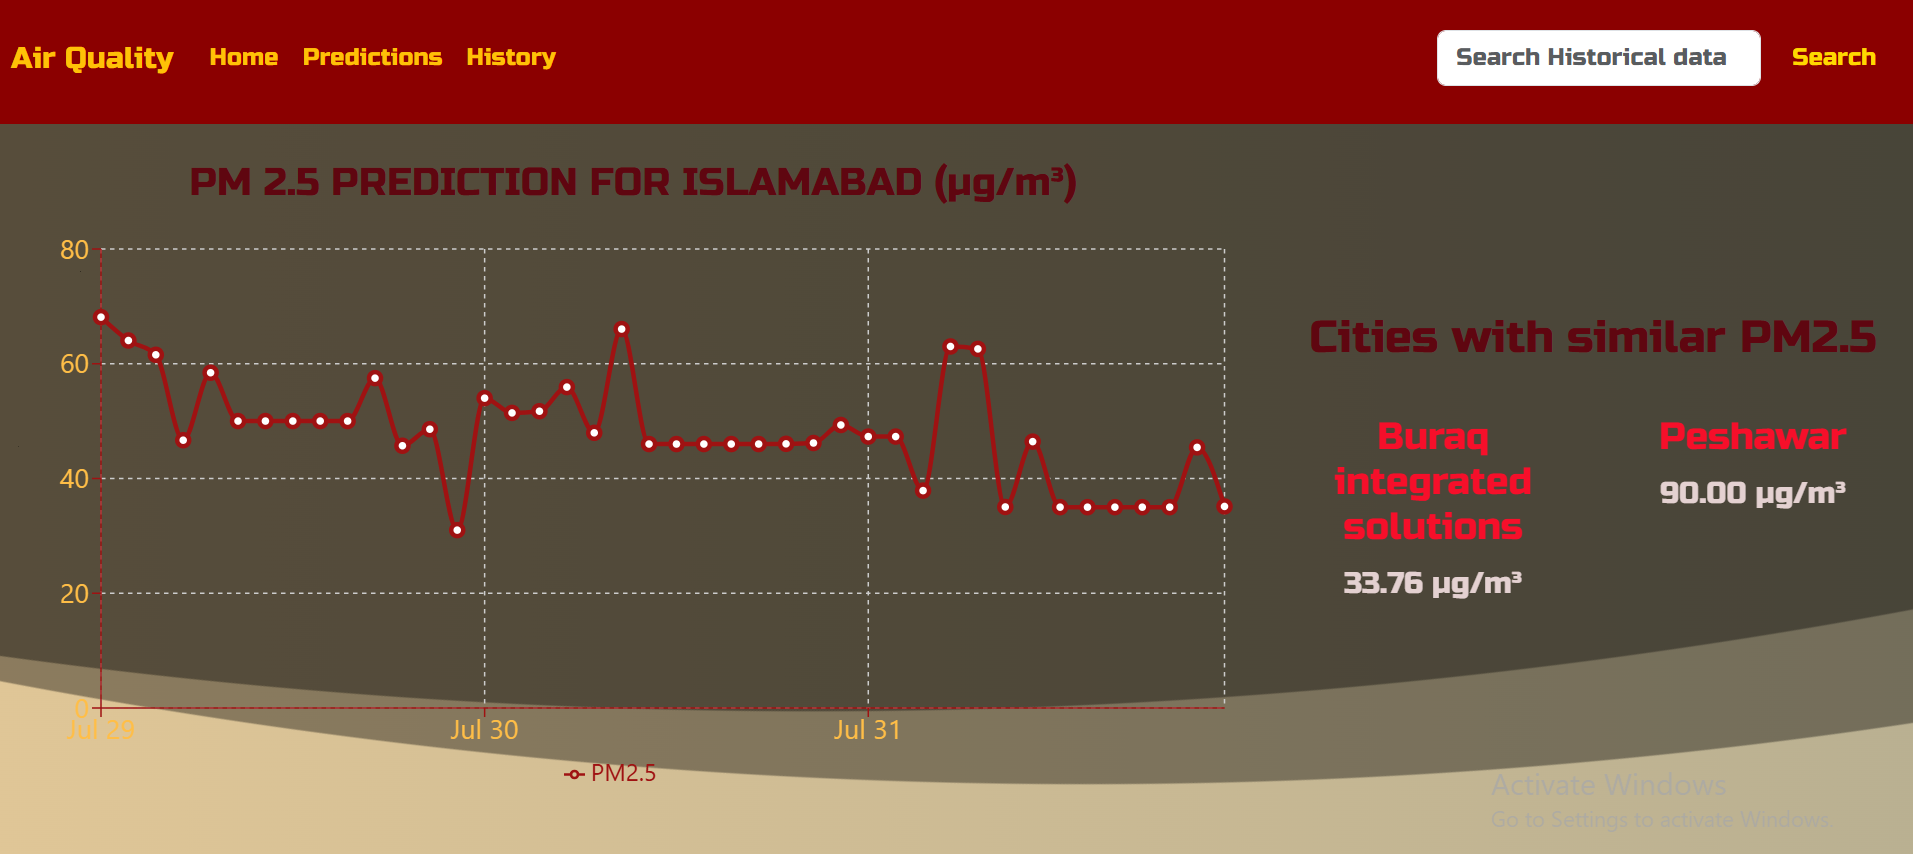 Air Quality Home Predictions History Search Historical data Search
PM 2.5 PREDICTION FOR ISLAMABAD (µg/m³)
80
60
40
20
0
Jul 29 Jul 30 Jul 31
PM2.5
Cities with similar PM2.5
Buraq
integrated
solutions
33.76 µg/m³
Peshawar
90.00 µg/m³
Activate Windows
Go to Settings to activate Windows.